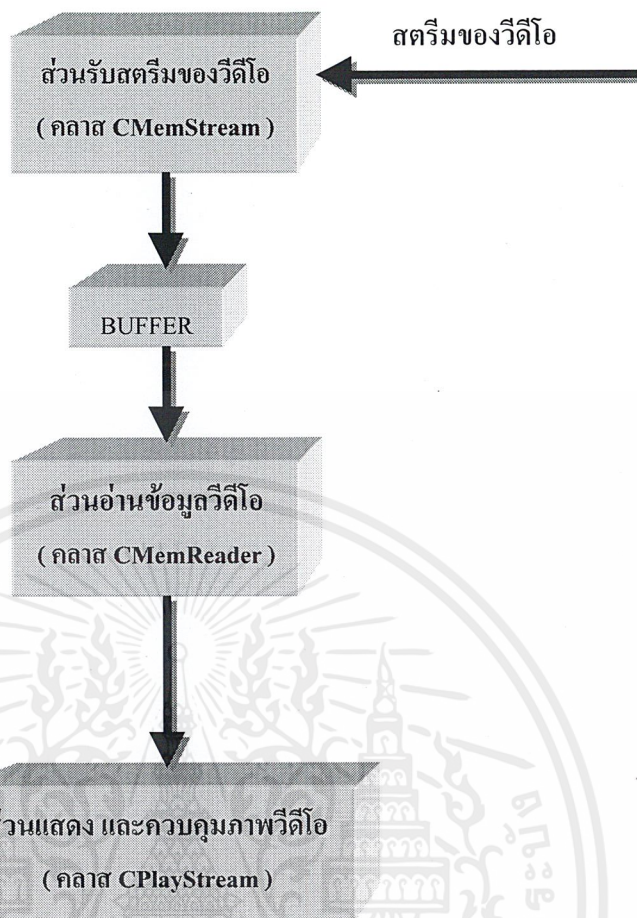 สตรีมของวีดีโอ
ส่วนรับสตรีมของวีดีโอ
( คลาส CMemStream )
BUFFER
ส่วนอ่านข้อมูลวีดีโอ
( คลาส CMemReader )
วนแสดง และควบคุมภาพวีดีโอ
( คลาส CPlayStream )